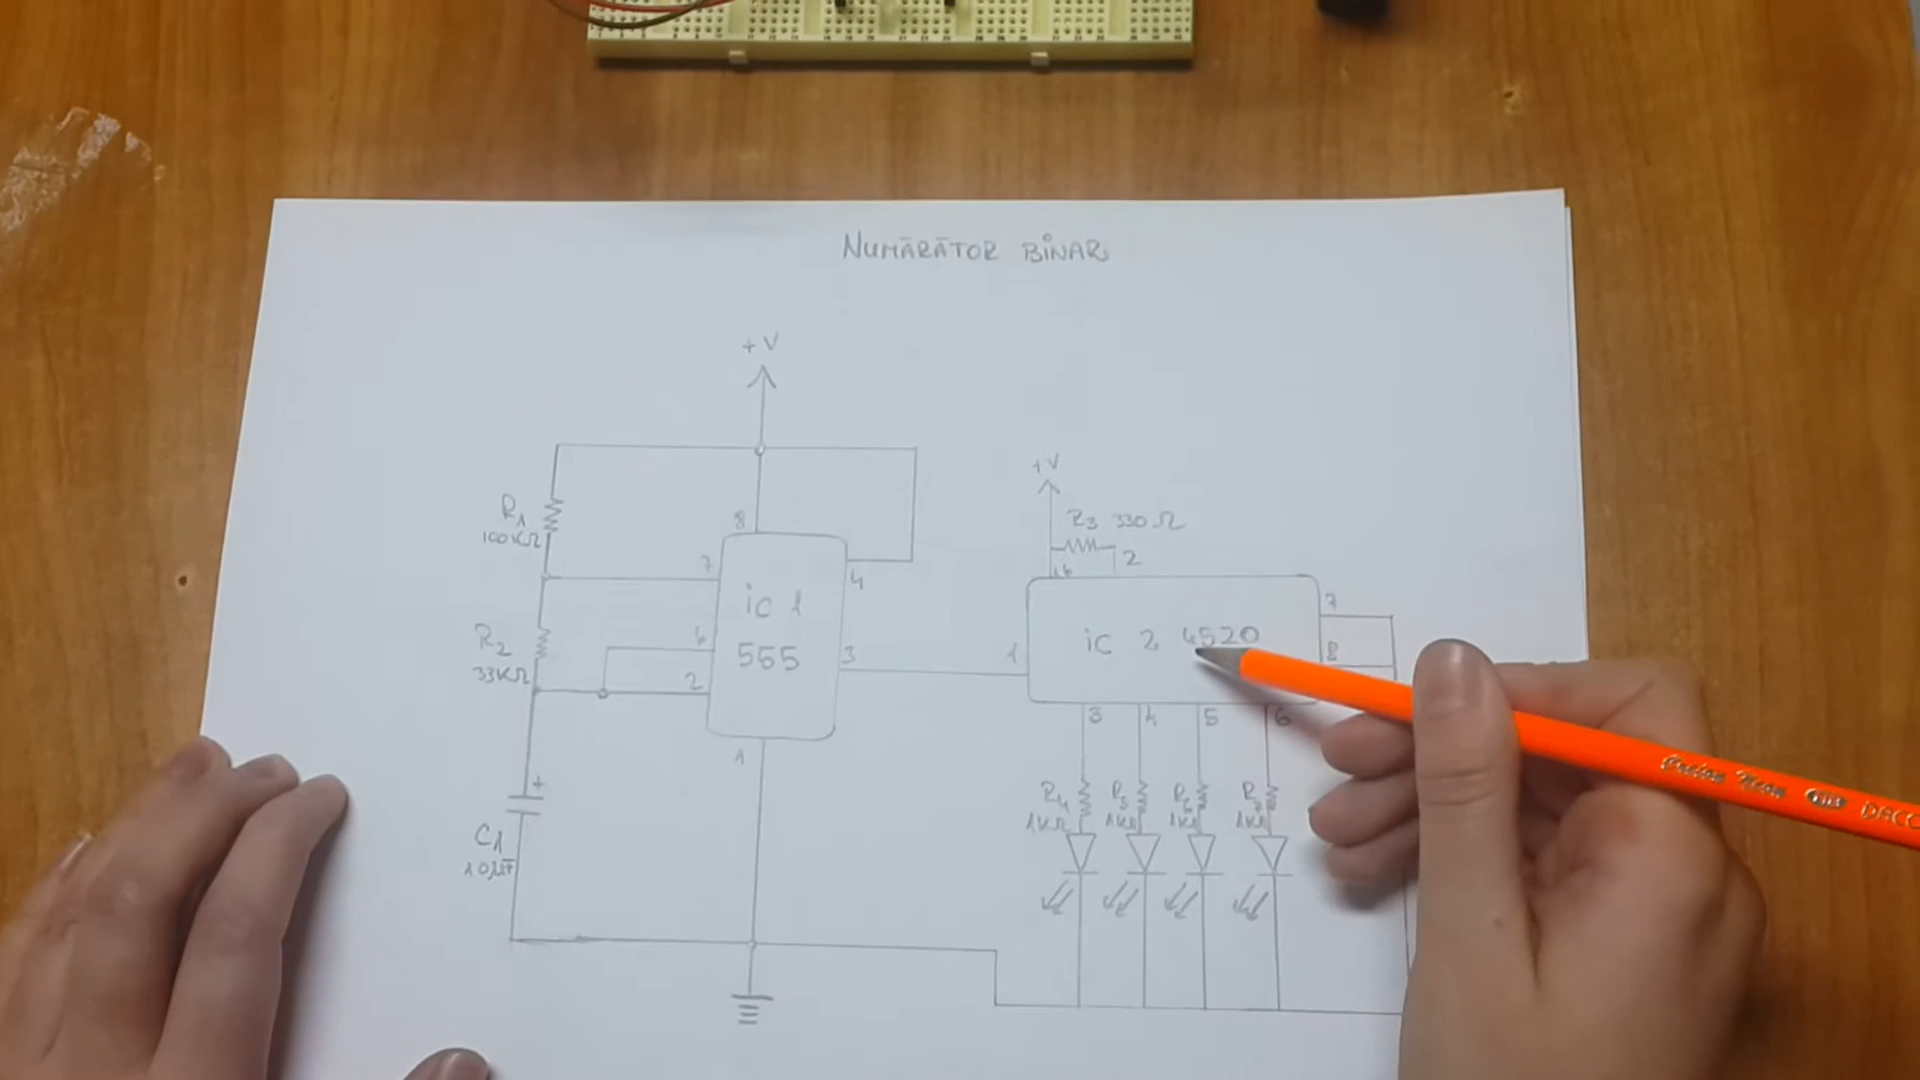 NUMĂRĂTOR BINAR
+V
+V
R3 330Ω
R1
100KΩ
8
7
4
16
2
ic 1
555
ic 2 4520
7
8
R2
33KΩ
6
2
3
1
3
4
5
6
1
+
C1
10µF
R4
1KΩ
R5
1KΩ
R6
1KΩ
1KΩ
DACO